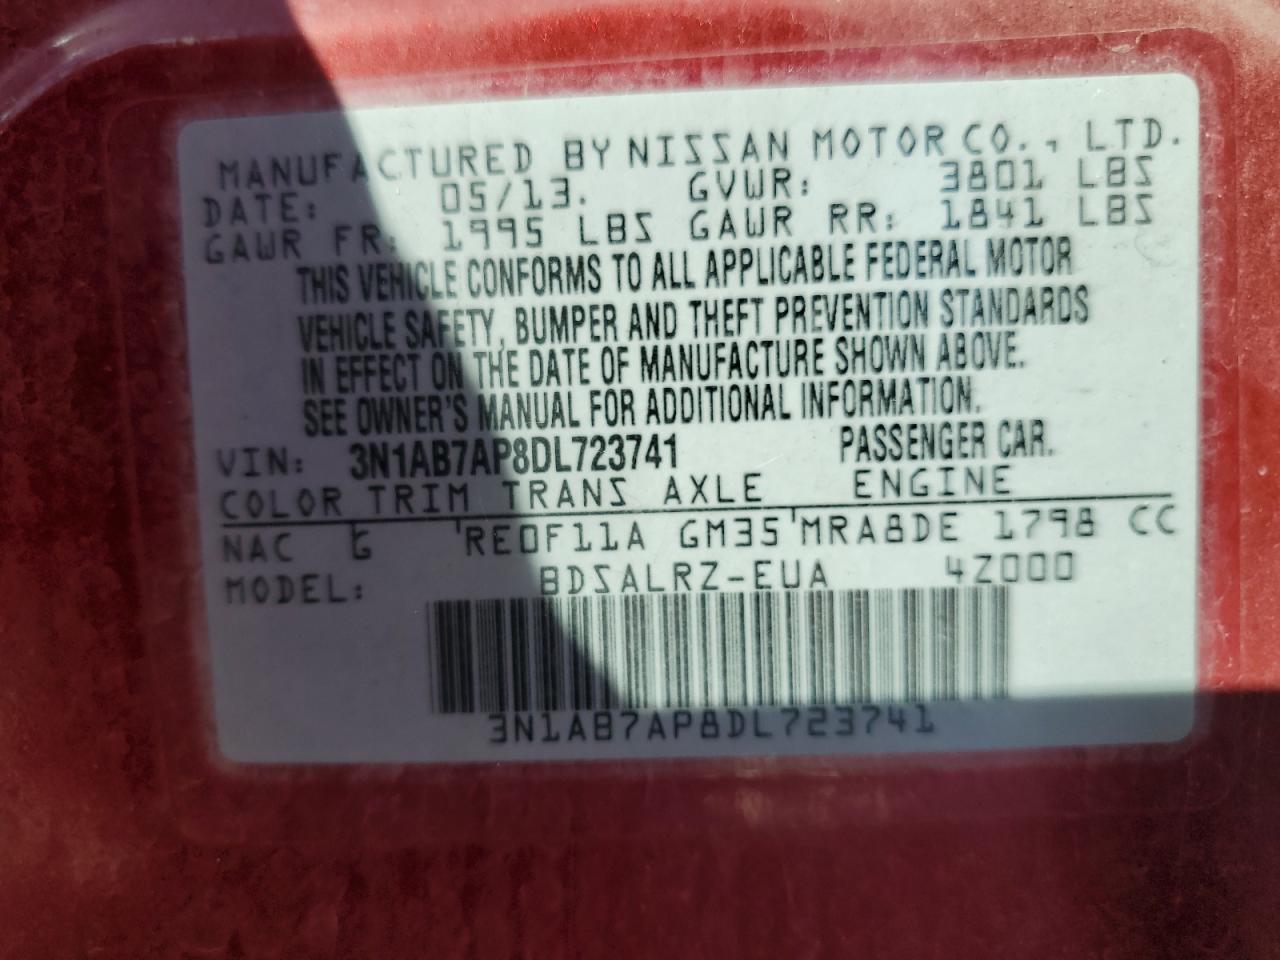 MANUFACTURED BY NISSAN MOTOR CO., LTD.
DATE: 05/13. GVWR: 3801 LBS
GAWR FR: 1995 LBS GAWR RR: 1841 LBS
THIS VEHICLE CONFORMS TO ALL APPLICABLE FEDERAL MOTOR
VEHICLE SAFETY, BUMPER AND THEFT PREVENTION STANDARDS
IN EFFECT ON THE DATE OF MANUFACTURE SHOWN ABOVE.
SEE OWNER'S MANUAL FOR ADDITIONAL INFORMATION.
VIN: 3N1AB7AP8DL723741 PASSENGER CAR.
COLOR TRIM TRANS AXLE ENGINE
NAC G 'RE0F11A GM35'MRA8DE 1798 CC
MODEL: BDSALRZ-EUA 4Z000
3N1AB7AP8DL723741